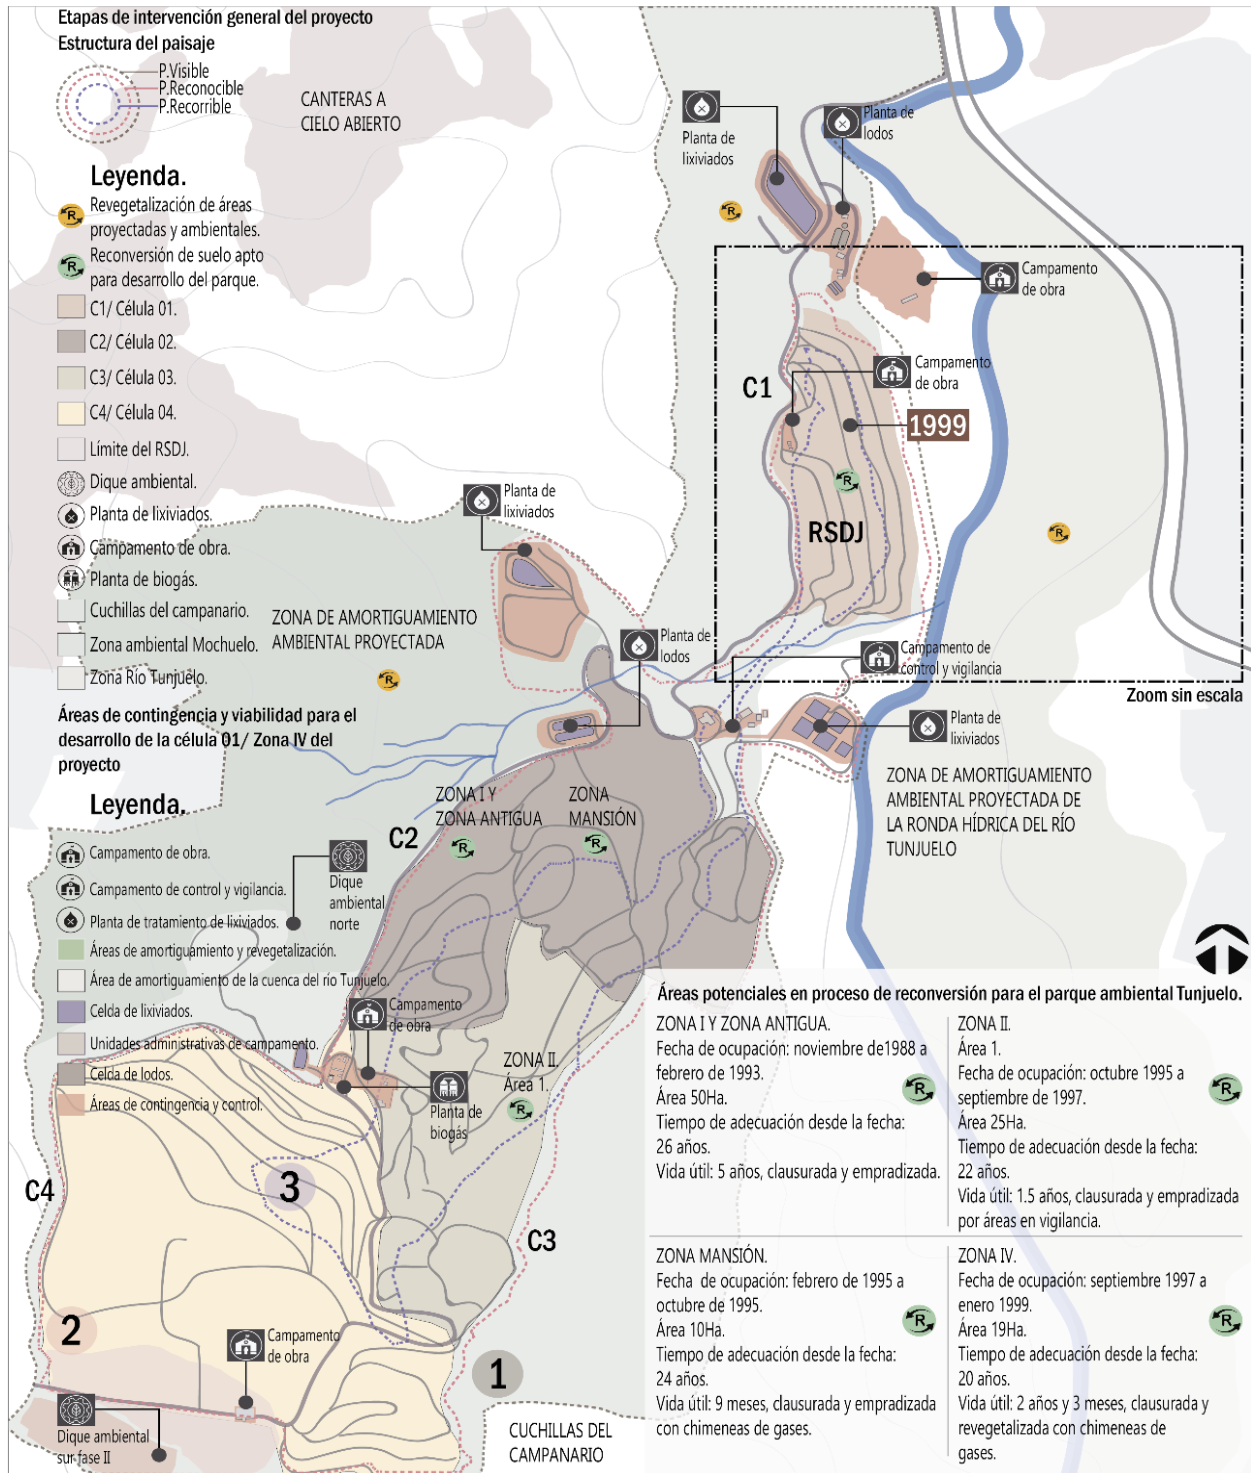 Etapas de intervención general del proyecto
Estructura del paisaje
P.Visible
P.Reconocible
P.Recorrible
CANTERAS A
CIELO ABIERTO
Leyenda.
Revegetalización de áreas
proyectadas y ambientales.
Reconversión de suelo apto
para desarrollo del parque.
C1/ Célula 01.
C2/ Célula 02.
C3/ Célula 03.
C4/ Célula 04.
Límite del RSDJ.
Dique ambiental.
Planta de lixiviados.
Campamento de obra.
Planta de biogás.
Cuchillas del campanario.
Zona ambiental Mochuelo.
Zona Río Tunjuelo.
Áreas de contingencia y viabilidad para el
desarrollo de la célula 01/ Zona IV del
proyecto
Leyenda.
Campamento de obra.
Campamento de control y vigilancia.
Planta de tratamiento de lixiviados.
Áreas de amortiguamiento y revegetalización.
Área de amortiguamiento de la cuenca del río Tunjuelo.
Celda de lixiviados.
Unidades administrativas de campamento.
Celda de lodos.
Áreas de contingencia y control.
Planta de
lixiviados
Planta de
lodos
R
Campamento
de obra
C1
Campamento
de obra
1999
R
RSDJ
R
Planta de
lixiviados
ZONA DE AMORTIGUAMIENTO
AMBIENTAL PROYECTADA
R
Planta de
lodos
Campamento de
control y vigilancia
Zoom sin escala
Planta de
lixiviados
ZONA DE AMORTIGUAMIENTO
AMBIENTAL PROYECTADA DE
LA RONDA HÍDRICA DEL RÍO
TUNJUELO
ZONA I Y
ZONA ANTIGUA
R
ZONA
MANSIÓN
R
C2
Dique
ambiental
norte
Campamento
de obra
ZONA II.
Área 1.
R
Planta de
biogás
C4
3
C3
2
Campamento
de obra
1
Dique ambiental
sur fase II
CUCHILLAS DEL
CAMPANARIO
Áreas potenciales en proceso de reconversión para el parque ambiental Tunjuelo.
ZONA I Y ZONA ANTIGUA.
Fecha de ocupación: noviembre de1988 a
febrero de 1993.
Área 50Ha.
Tiempo de adecuación desde la fecha:
26 años.
Vida útil: 5 años, clausurada y empradizada.
R
ZONA II.
Área 1.
Fecha de ocupación: octubre 1995 a
septiembre de 1997.
Área 25Ha.
Tiempo de adecuación desde la fecha:
22 años.
Vida útil: 1.5 años, clausurada y empradizada
por áreas en vigilancia.
R
ZONA MANSIÓN.
Fecha de ocupación: febrero de 1995 a
octubre de 1995.
Área 10Ha.
Tiempo de adecuación desde la fecha:
24 años.
Vida útil: 9 meses, clausurada y empradizada
con chimeneas de gases.
R
ZONA IV.
Fecha de ocupación: septiembre 1997 a
enero 1999.
Área 19Ha.
Tiempo de adecuación desde la fecha:
20 años.
Vida útil: 2 años y 3 meses, clausurada y
revegetalizada con chimeneas de
gases.
R